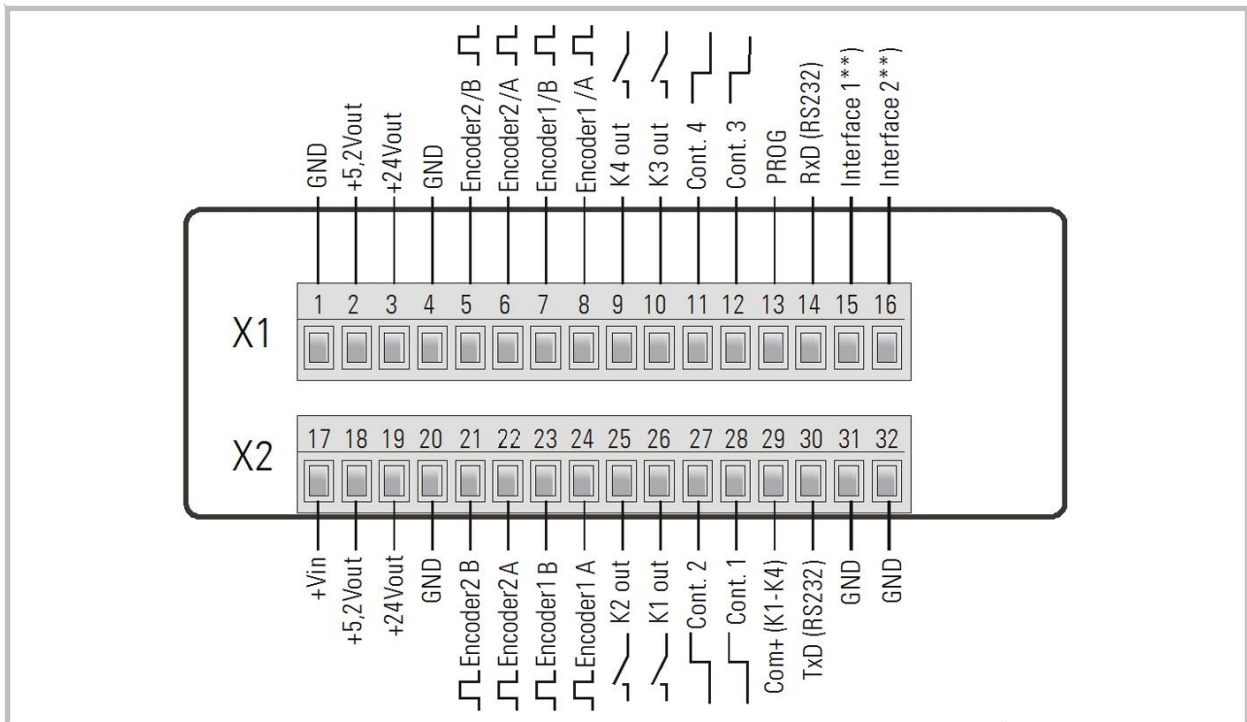 GND
+5,2Vout
+24Vout
GND
Encoder2 /B
Encoder2 /A
Encoder1 /B
Encoder1 /A
K4 out
K3 out
Cont. 4
Cont. 3
PROG
RxD (RS232)
Interface 1**)
Interface 2**)
X1
1 2 3 4 5 6 7 8 9 10 11 12 13 14 15 16
X2
17 18 19 20 21 22 23 24 25 26 27 28 29 30 31 32
+Vin
+5,2Vout
+24Vout
GND
Encoder2 B
Encoder2 A
Encoder1 B
Encoder1 A
K2 out
K1 out
Cont. 2
Cont. 1
Com+ (K1-K4)
TxD (RS232)
GND
GND